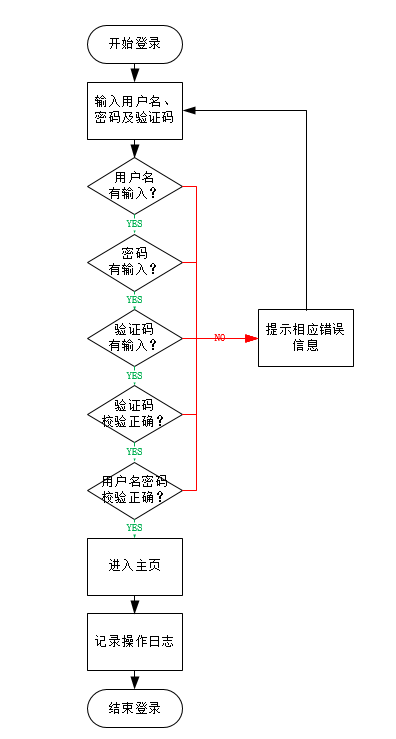 开始登录
输入用户名、
密码及验证码
用户名
有输入？
YES
密码
有输入？
YES
验证码
有输入？
NO
提示相应错误
信息
YES
验证码
校验正确？
YES
用户名密码
校验正确？
YES
进入主页
记录操作日志
结束登录